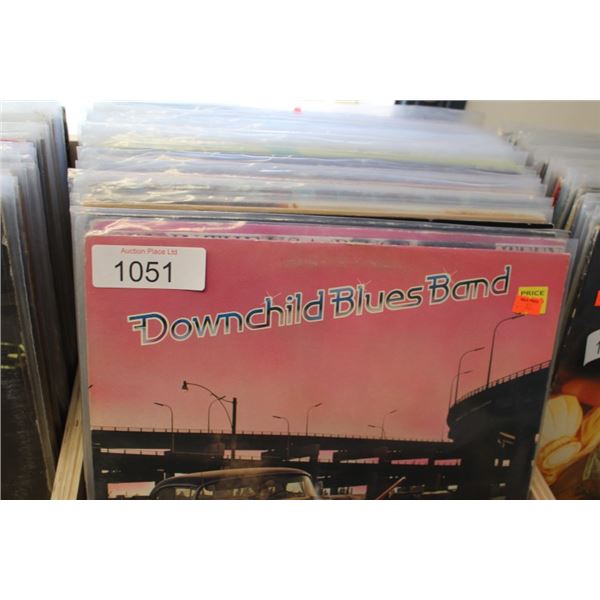 Auction Place Ltd
1051
Downchild Blues Band
PRICE